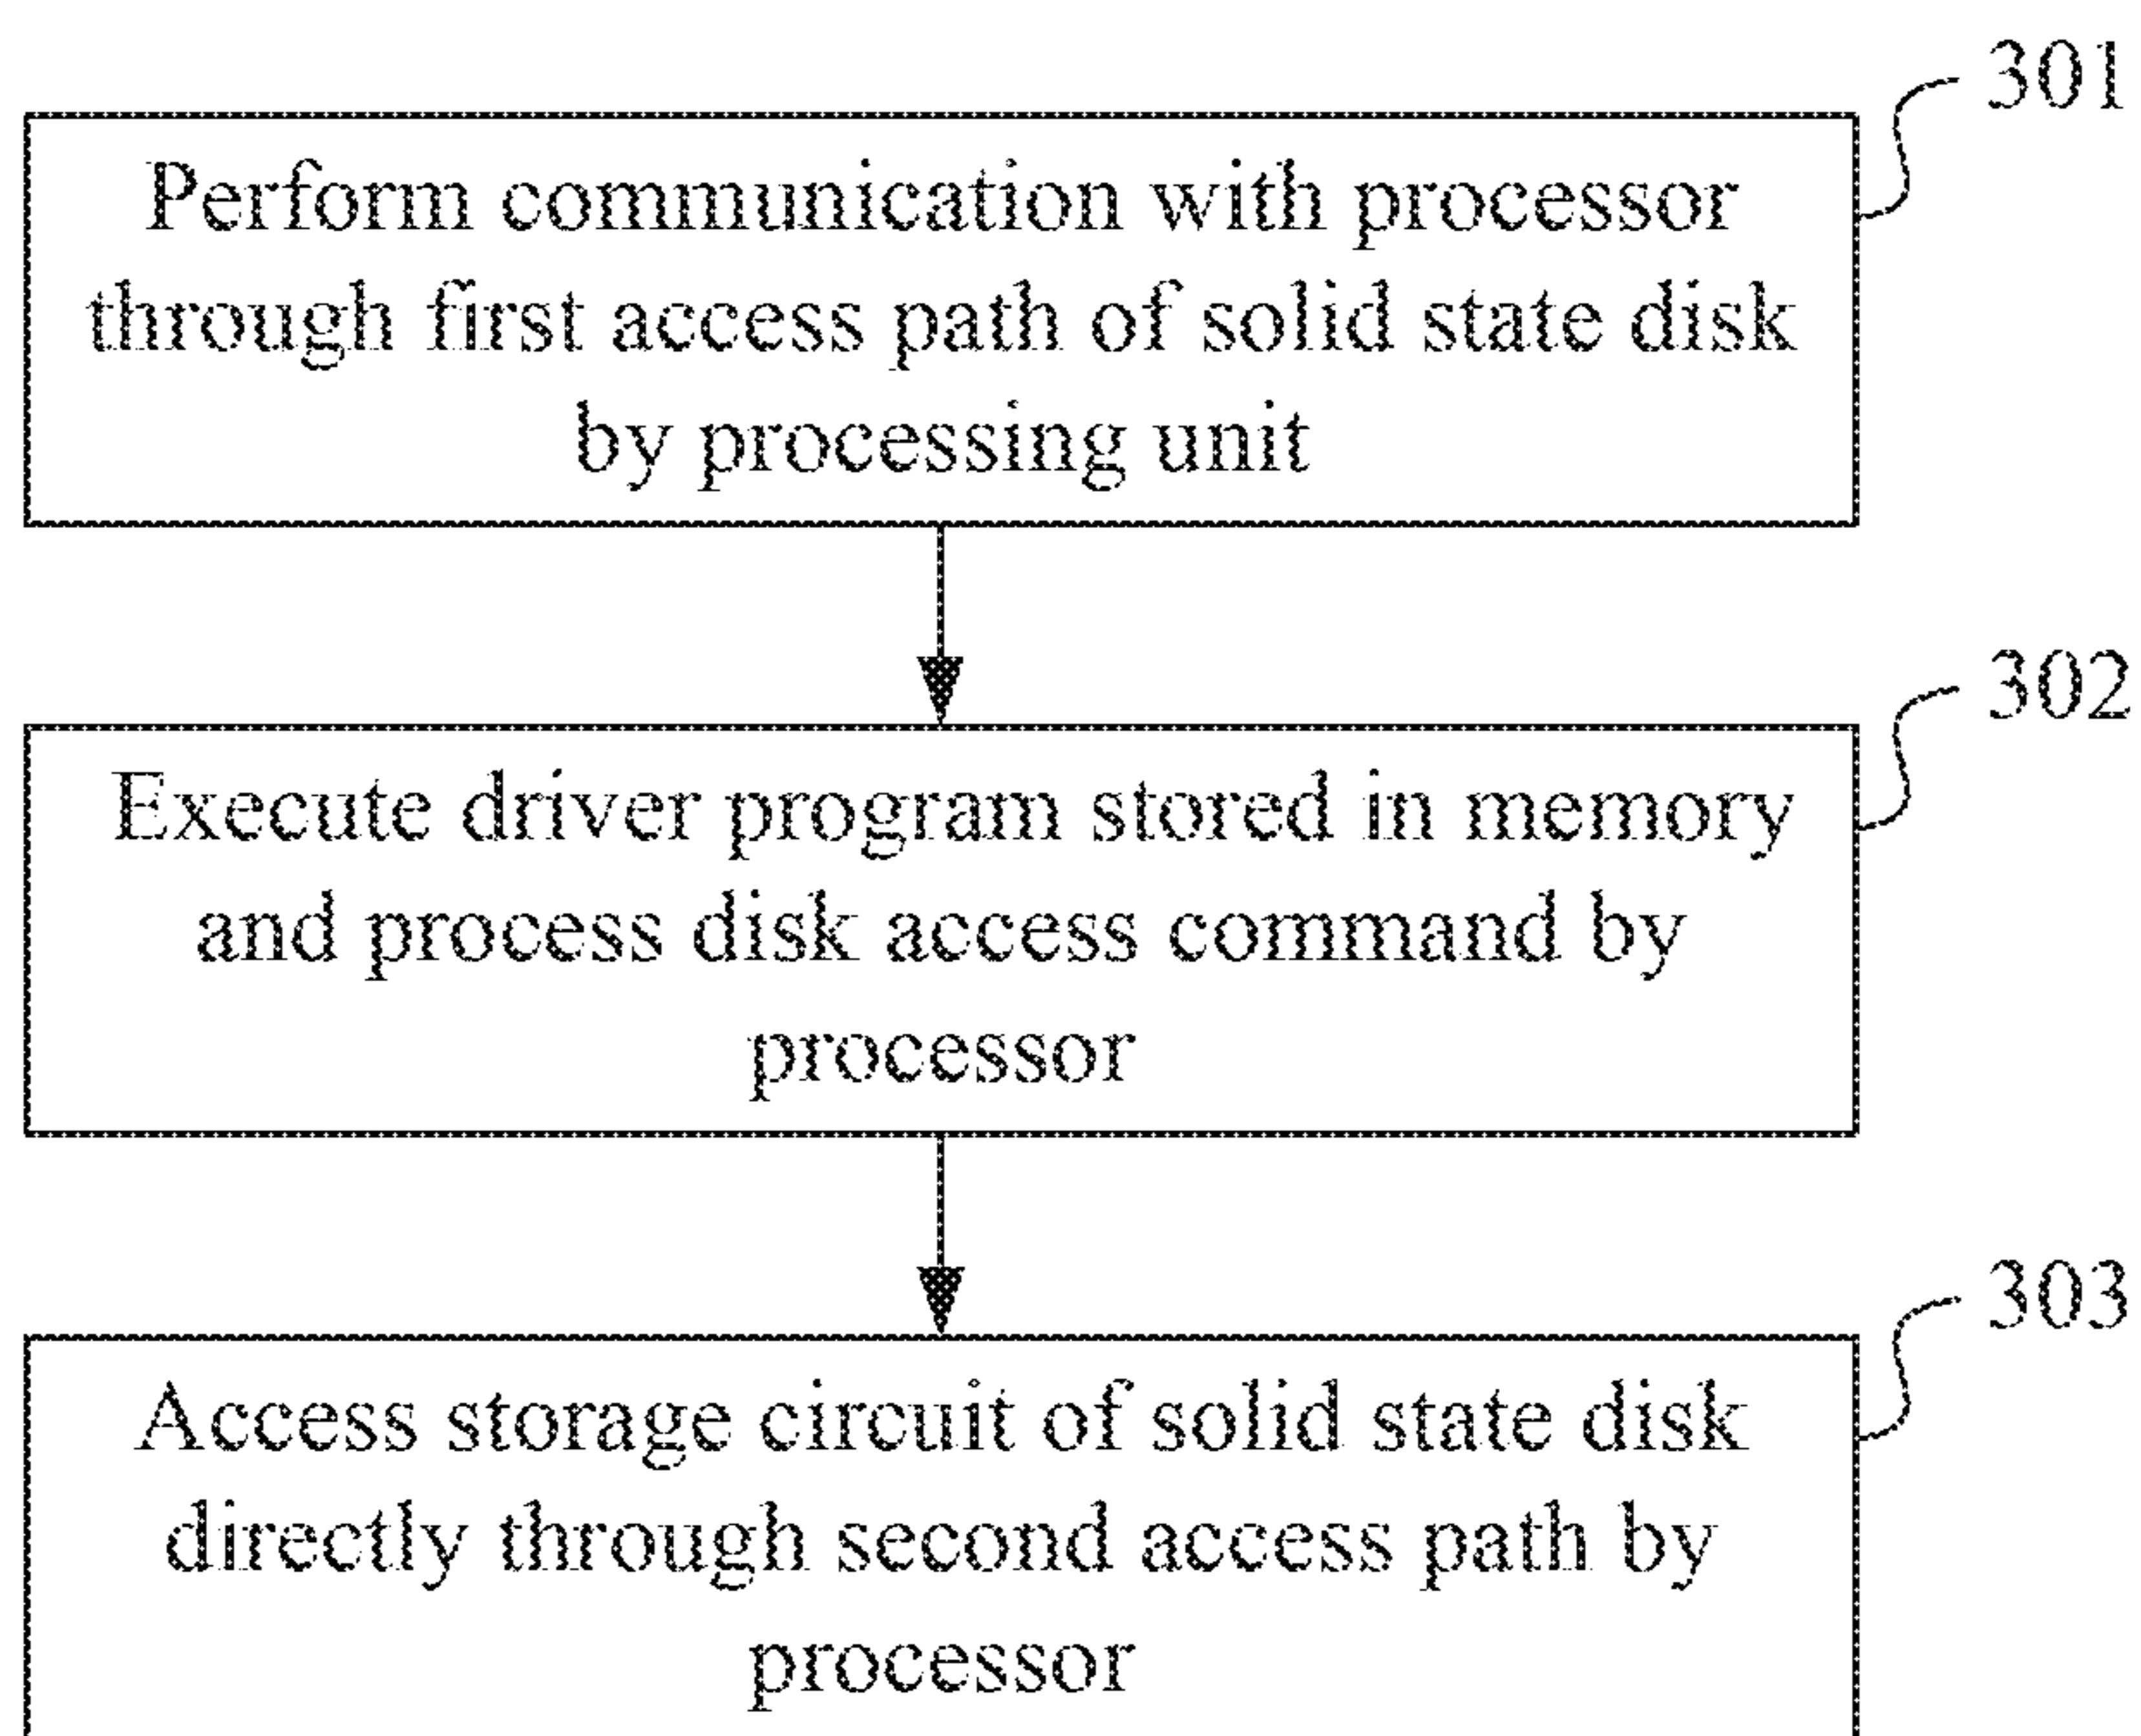 301
Perform communication with processor
through first access path of solid state disk
by processing unit
302
Execute driver program stored in memory
and process disk access command by
processor
303
Access storage circuit of solid state disk
directly through second access path by
processor